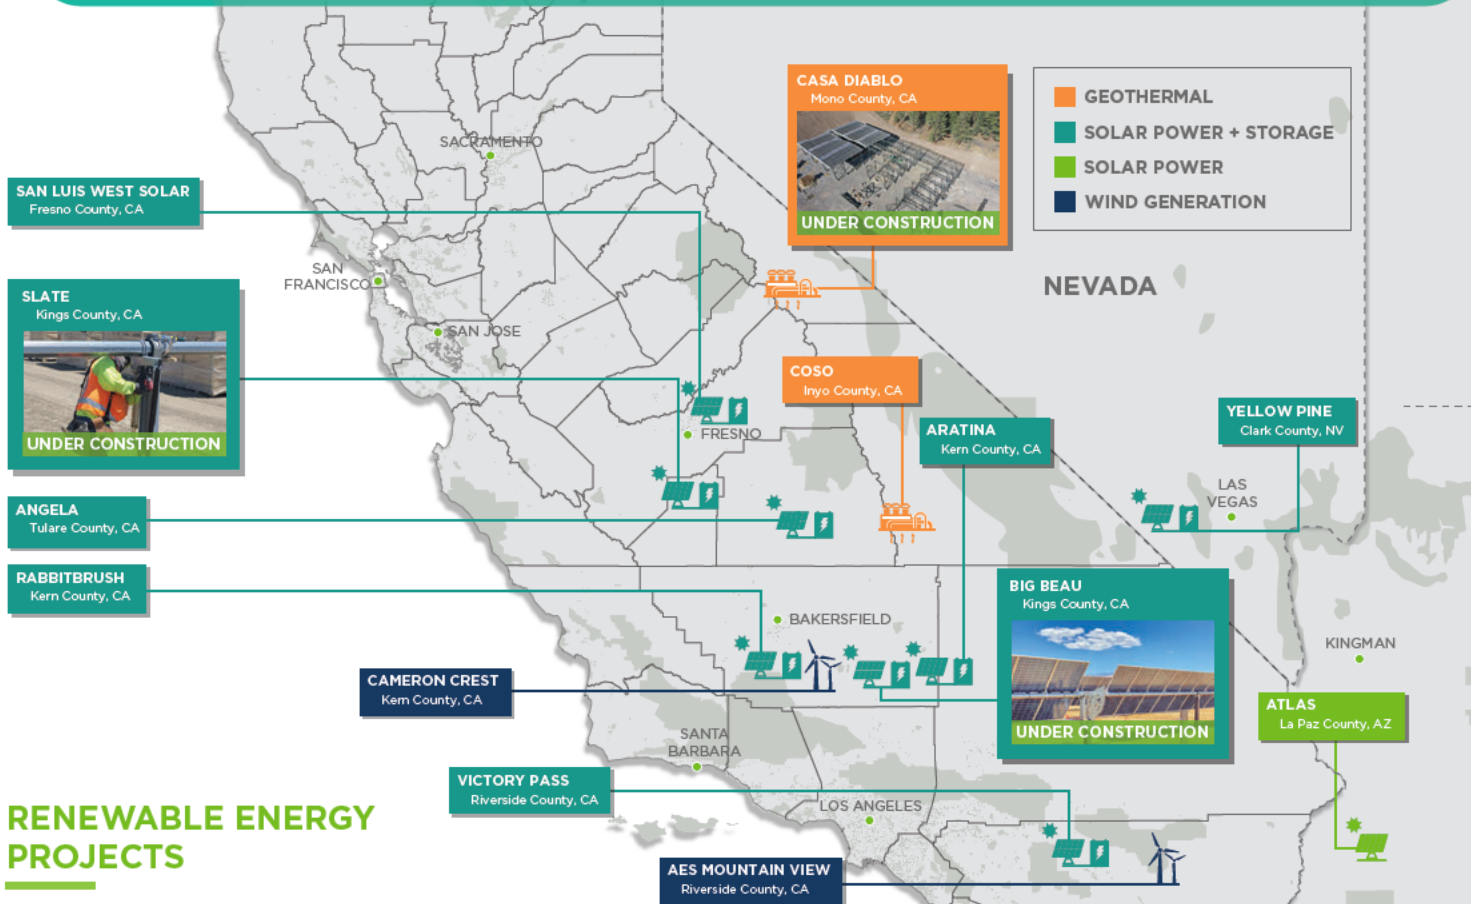 CASA DIABLO
Mono County, CA
UNDER CONSTRUCTION
GEOTHERMAL
SOLAR POWER + STORAGE
SOLAR POWER
WIND GENERATION
SACRAMENTO
SAN LUIS WEST SOLAR
Fresno County, CA
SAN
FRANCISCO
NEVADA
SLATE
Kings County, CA
UNDER CONSTRUCTION
SAN JOSE
COSO
Inyo County, CA
FRESNO
ARATINA
Kern County, CA
YELLOW PINE
Clark County, NV
LAS
VEGAS
ANGELA
Tulare County, CA
RABBITBRUSH
Kern County, CA
BIG BEAU
Kings County, CA
UNDER CONSTRUCTION
BAKERSFIELD
KINGMAN
CAMERON CREST
Kern County, CA
ATLAS
La Paz County, AZ
SANTA
BARBARA
VICTORY PASS
Riverside County, CA
LOS ANGELES
RENEWABLE ENERGY
PROJECTS
AES MOUNTAIN VIEW
Riverside County, CA